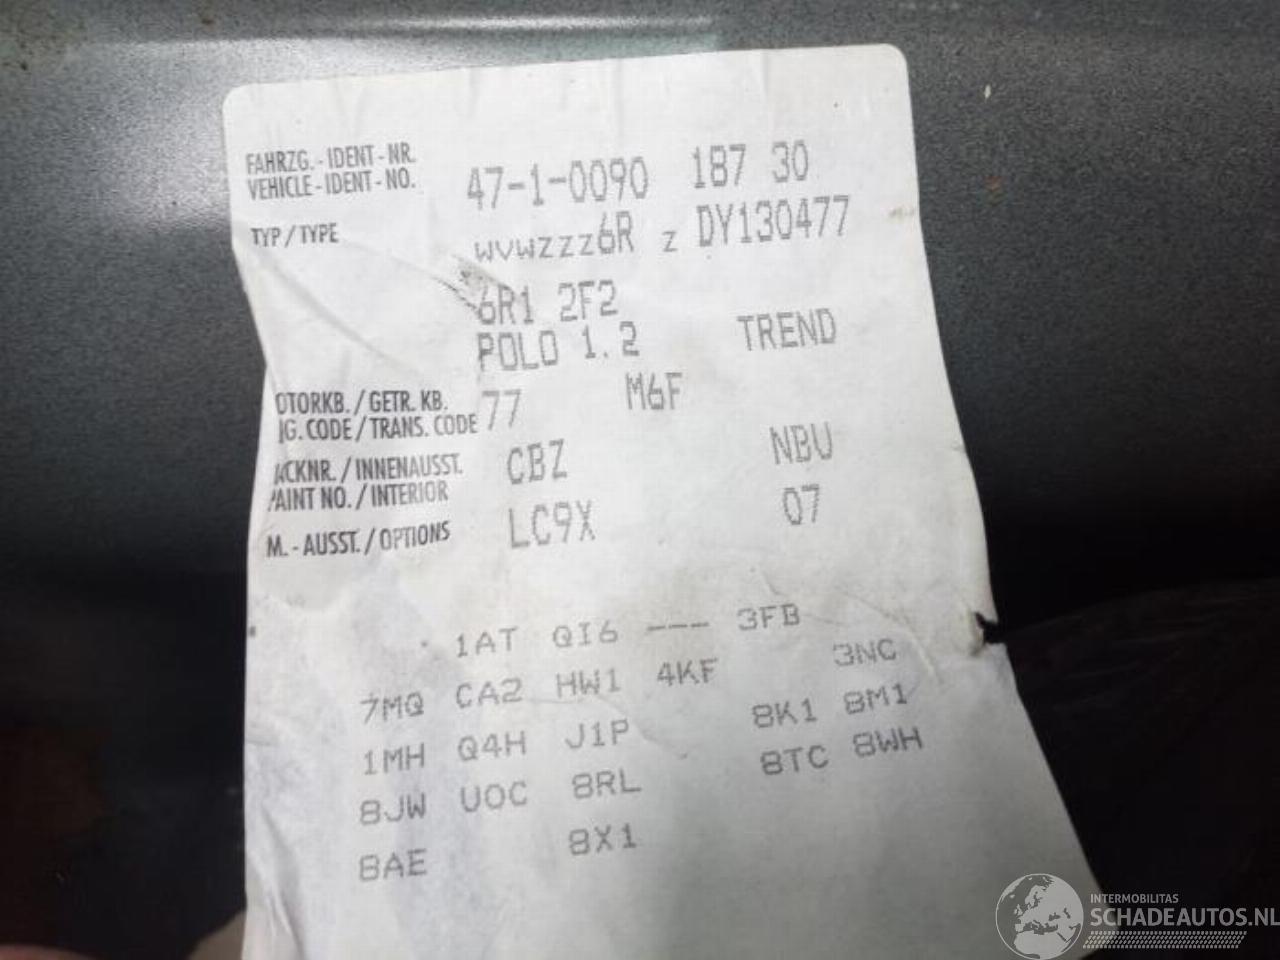 FAHRZG.-IDENT-NR.
VEHICLE-IDENT-NO.
47-1-0090 187 30
TYP/TYPE
WVWZZZ6R Z DY130477
6R1 2F2
POLO 1.2 TREND
OTORKB./GETR.KB.
G.CODE/TRANS.CODE
77 M6F
ACKNR./INNENAUSST.
AINT NO./INTERIOR
CBZ NBU
M.-AUSST./OPTIONS
LC9X 07
1AT QI6 --- 3FB
7MQ CA2 HW1 4KF 3NC
1MH Q4H J1P 8K1 8M1
8JW U0C 8RL 8TC 8WH
8AE 8X1
INTERMOBILITAS
SCHADEAUTOS.NL